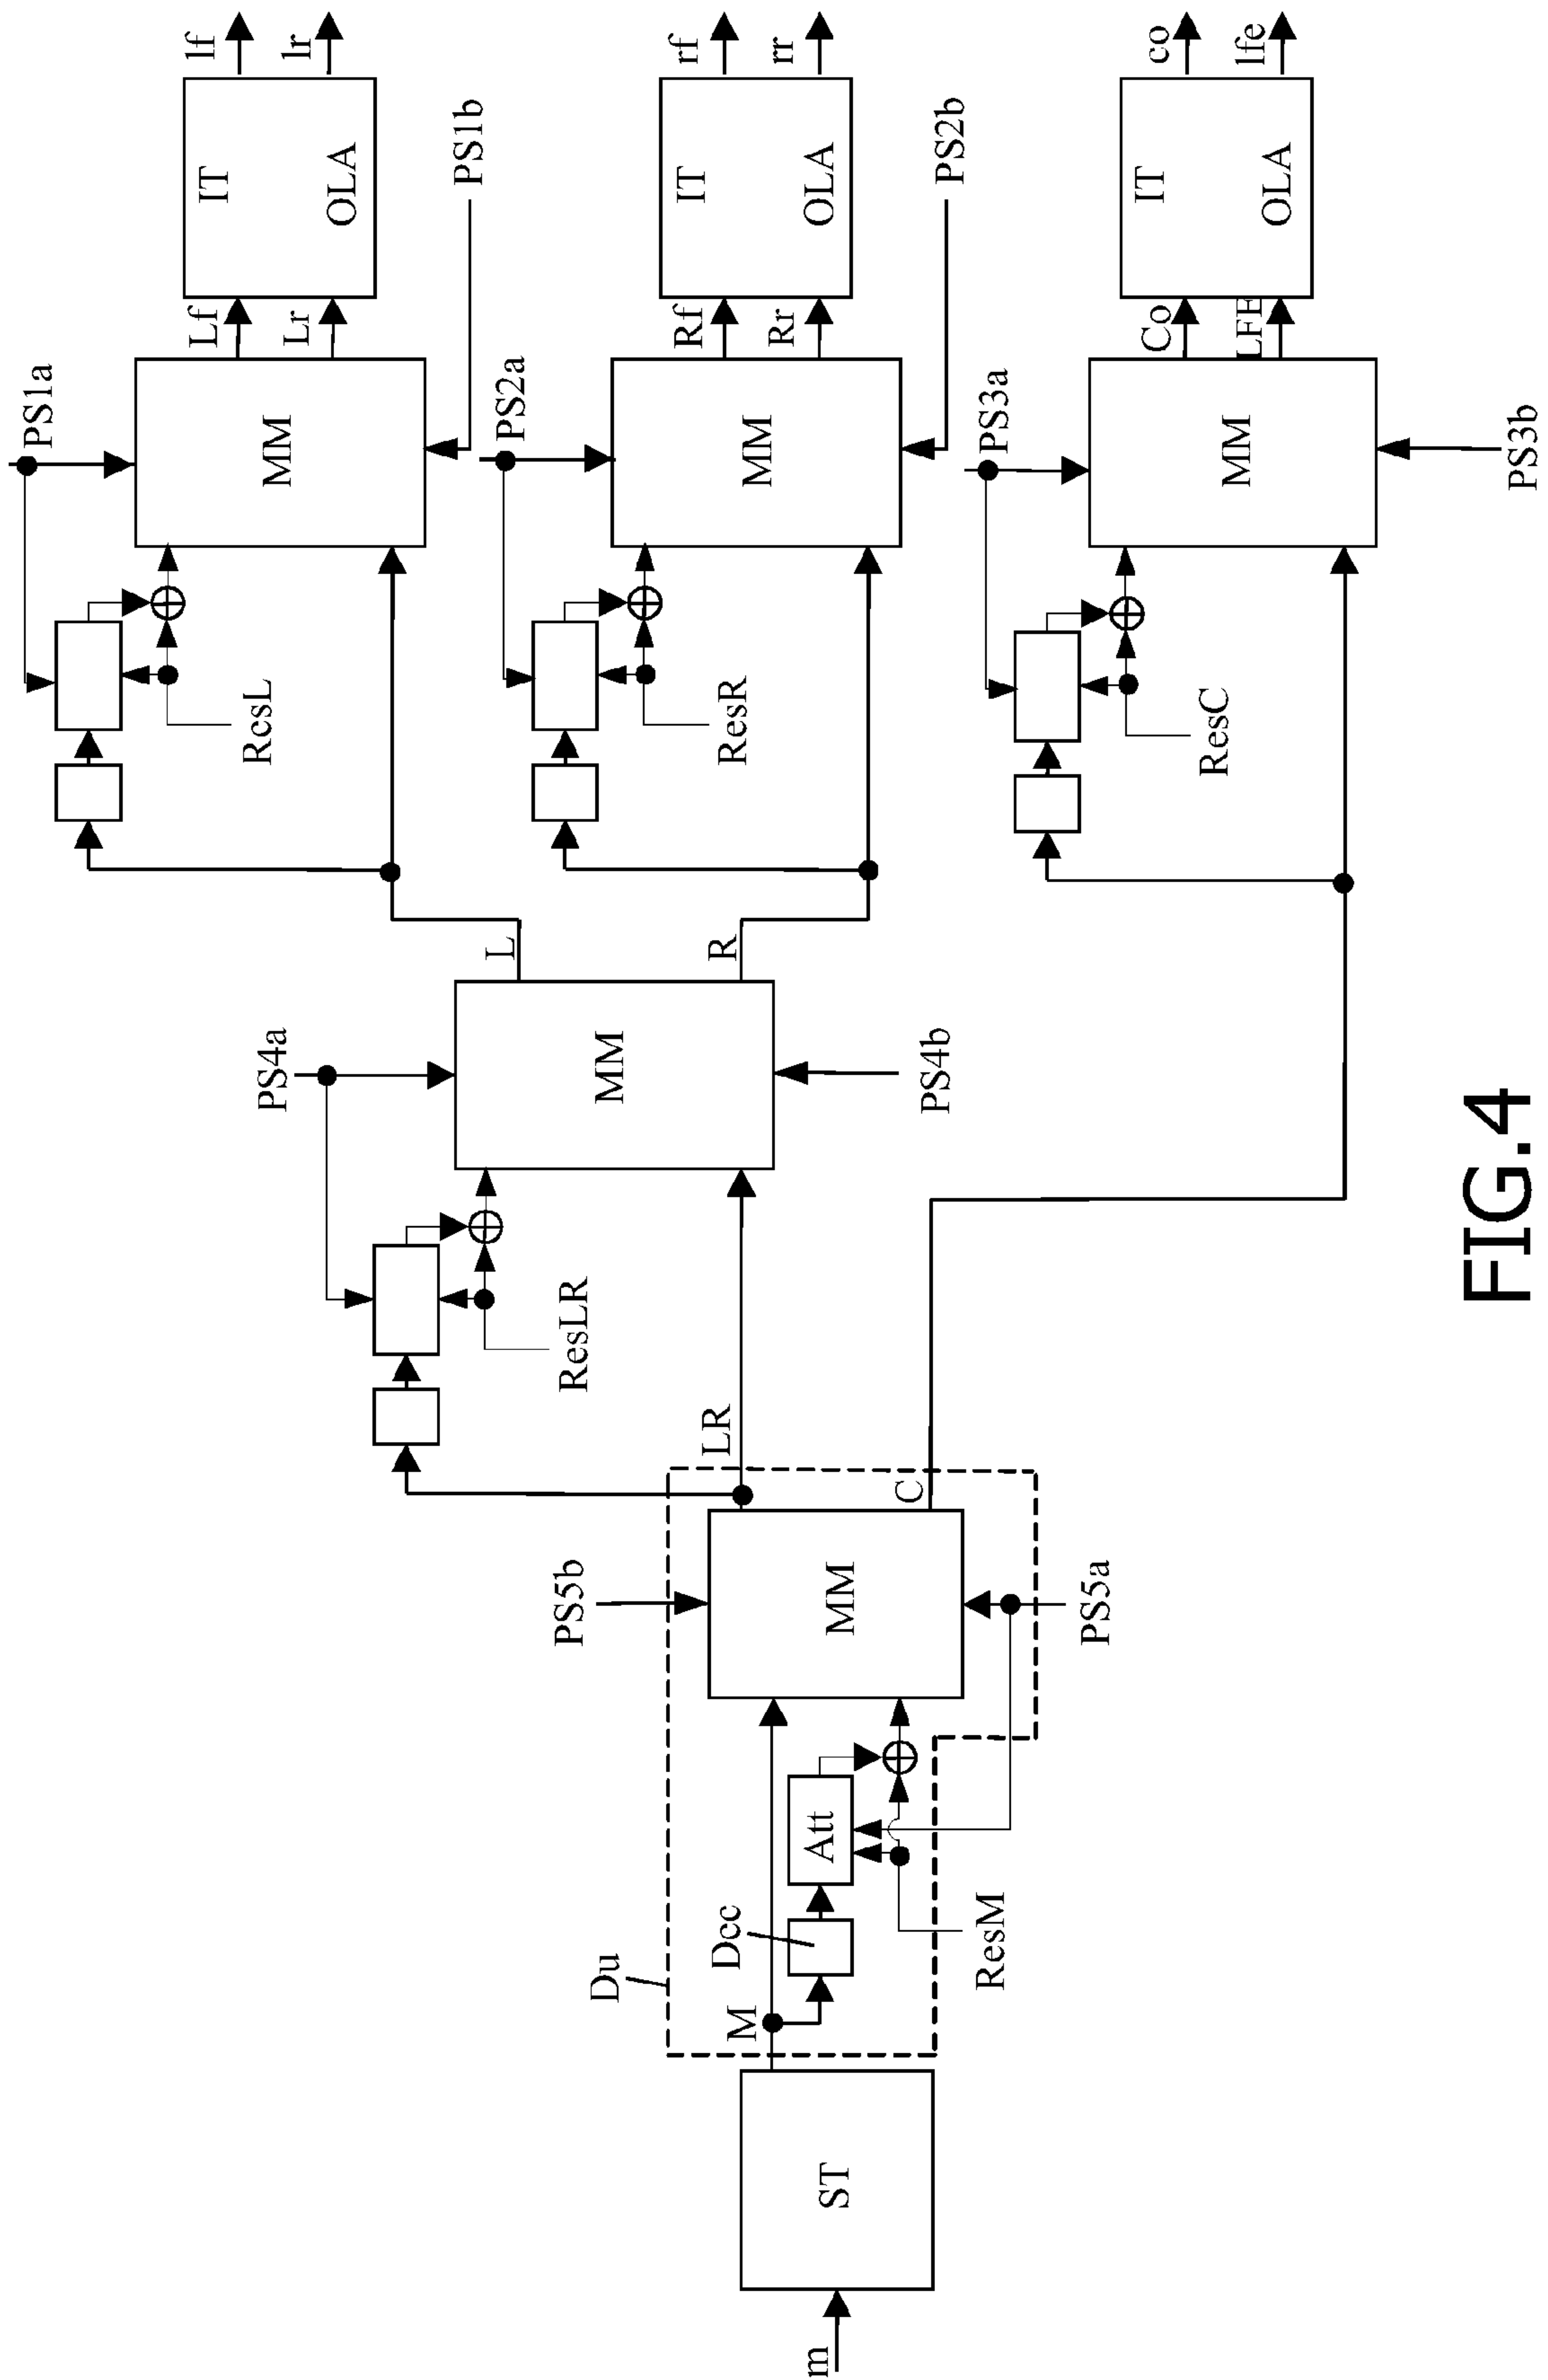 m
ST
M
Du
Dcc
Att
ResM
PS5b
MM
PS5a
LR
C
ResLR
PS4a
MM
PS4b
L
R
ResL
PS1a
MM
PS1b
Lf
Lr
IT
OLA
lf
lr
ResR
PS2a
MM
PS2b
Rf
Rr
IT
OLA
rf
rr
ResC
PS3a
MM
PS3b
Co
LFE
IT
OLA
co
lfe
FIG.4